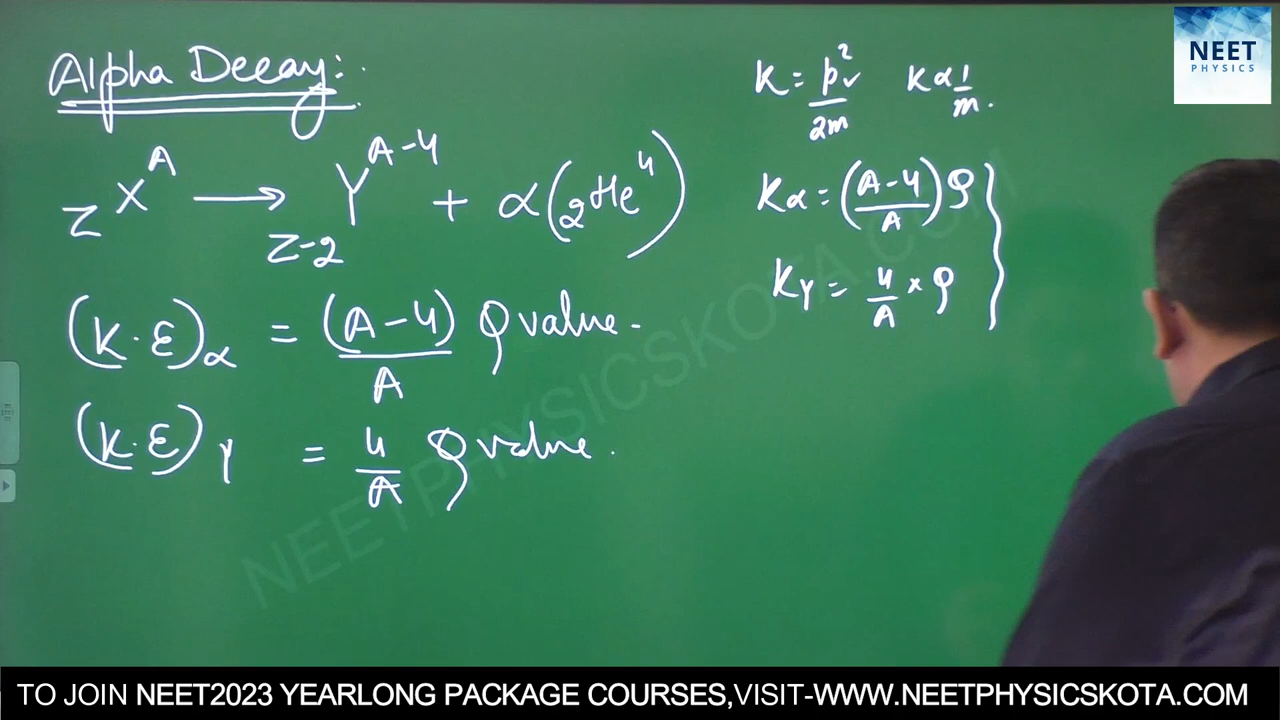 Alpha Decay:
zX^A → z-2Y^A-4 + α(2He^4)
(K.E)α = (A-4)/A Q value.
(K.E)Y = 4/A Q value.
K = p²/2m K α 1/m.
Kα = (A-4/A)Q
KY = 4/A × Q
NEET
PHYSICS
NEETPHYSICSKOTA.COM
TO JOIN NEET2023 YEARLONG PACKAGE COURSES,VISIT-WWW.NEETPHYSICSKOTA.COM